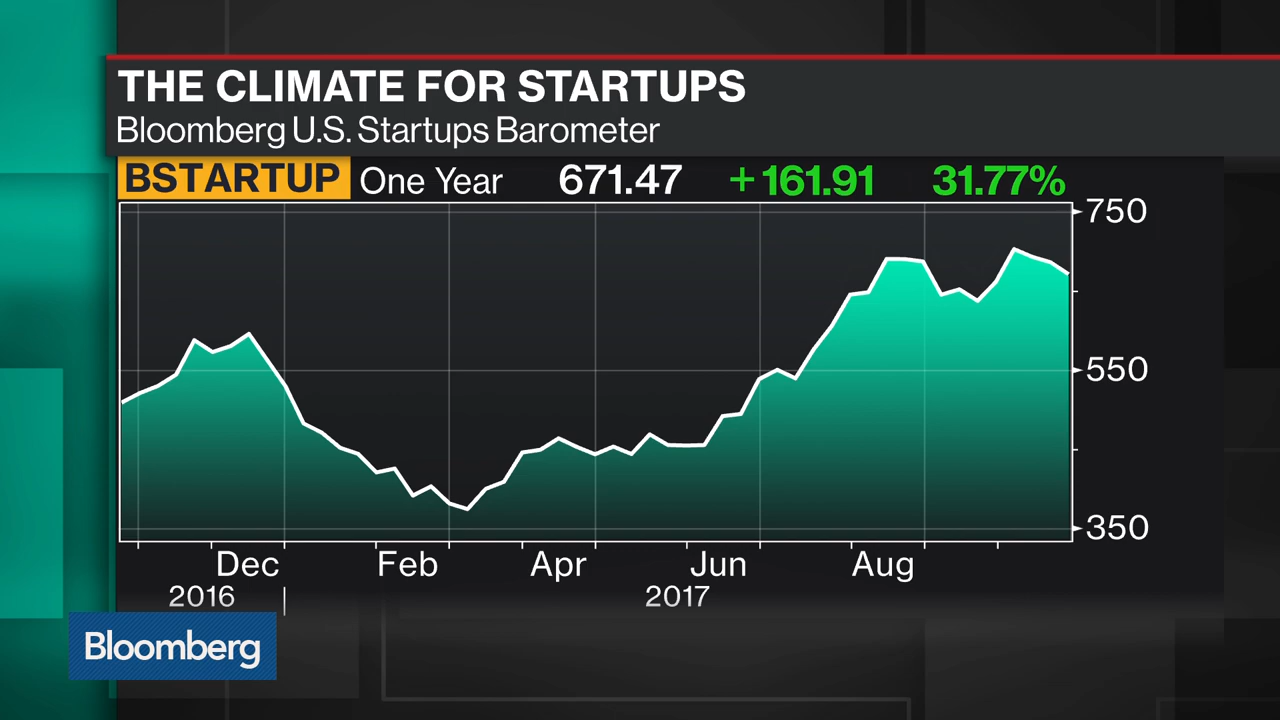 THE CLIMATE FOR STARTUPS
Bloomberg U.S. Startups Barometer
BSTARTUP One Year 671.47 +161.91 31.77%
750
550
350
Dec Feb Apr Jun Aug
2016 2017
Bloomberg